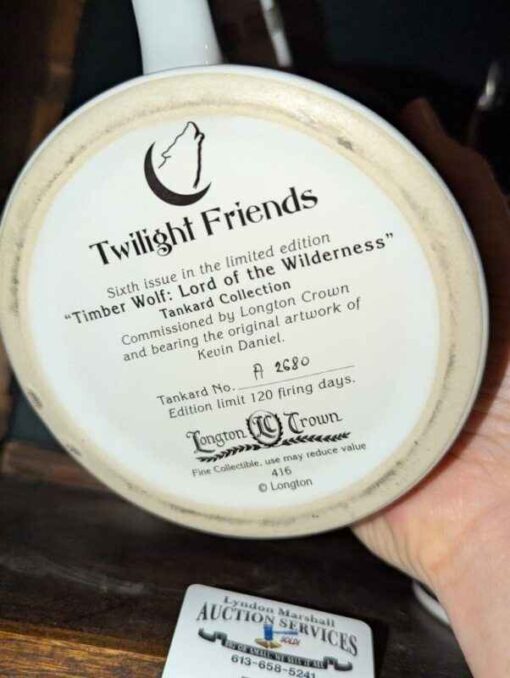 Twilight Friends
Sixth issue in the limited edition
"Timber Wolf: Lord of the Wilderness"
Tankard Collection
Commissioned by Longton Crown
and bearing the original artwork of
Kevin Daniel.
Tankard No. A 2680
Edition limit 120 firing days.
Longton LC Crown
Fine Collectible, use may reduce value
416
© Longton
Lyndon Marshall
AUCTION SERVICES
SOLD!
613-658-5241